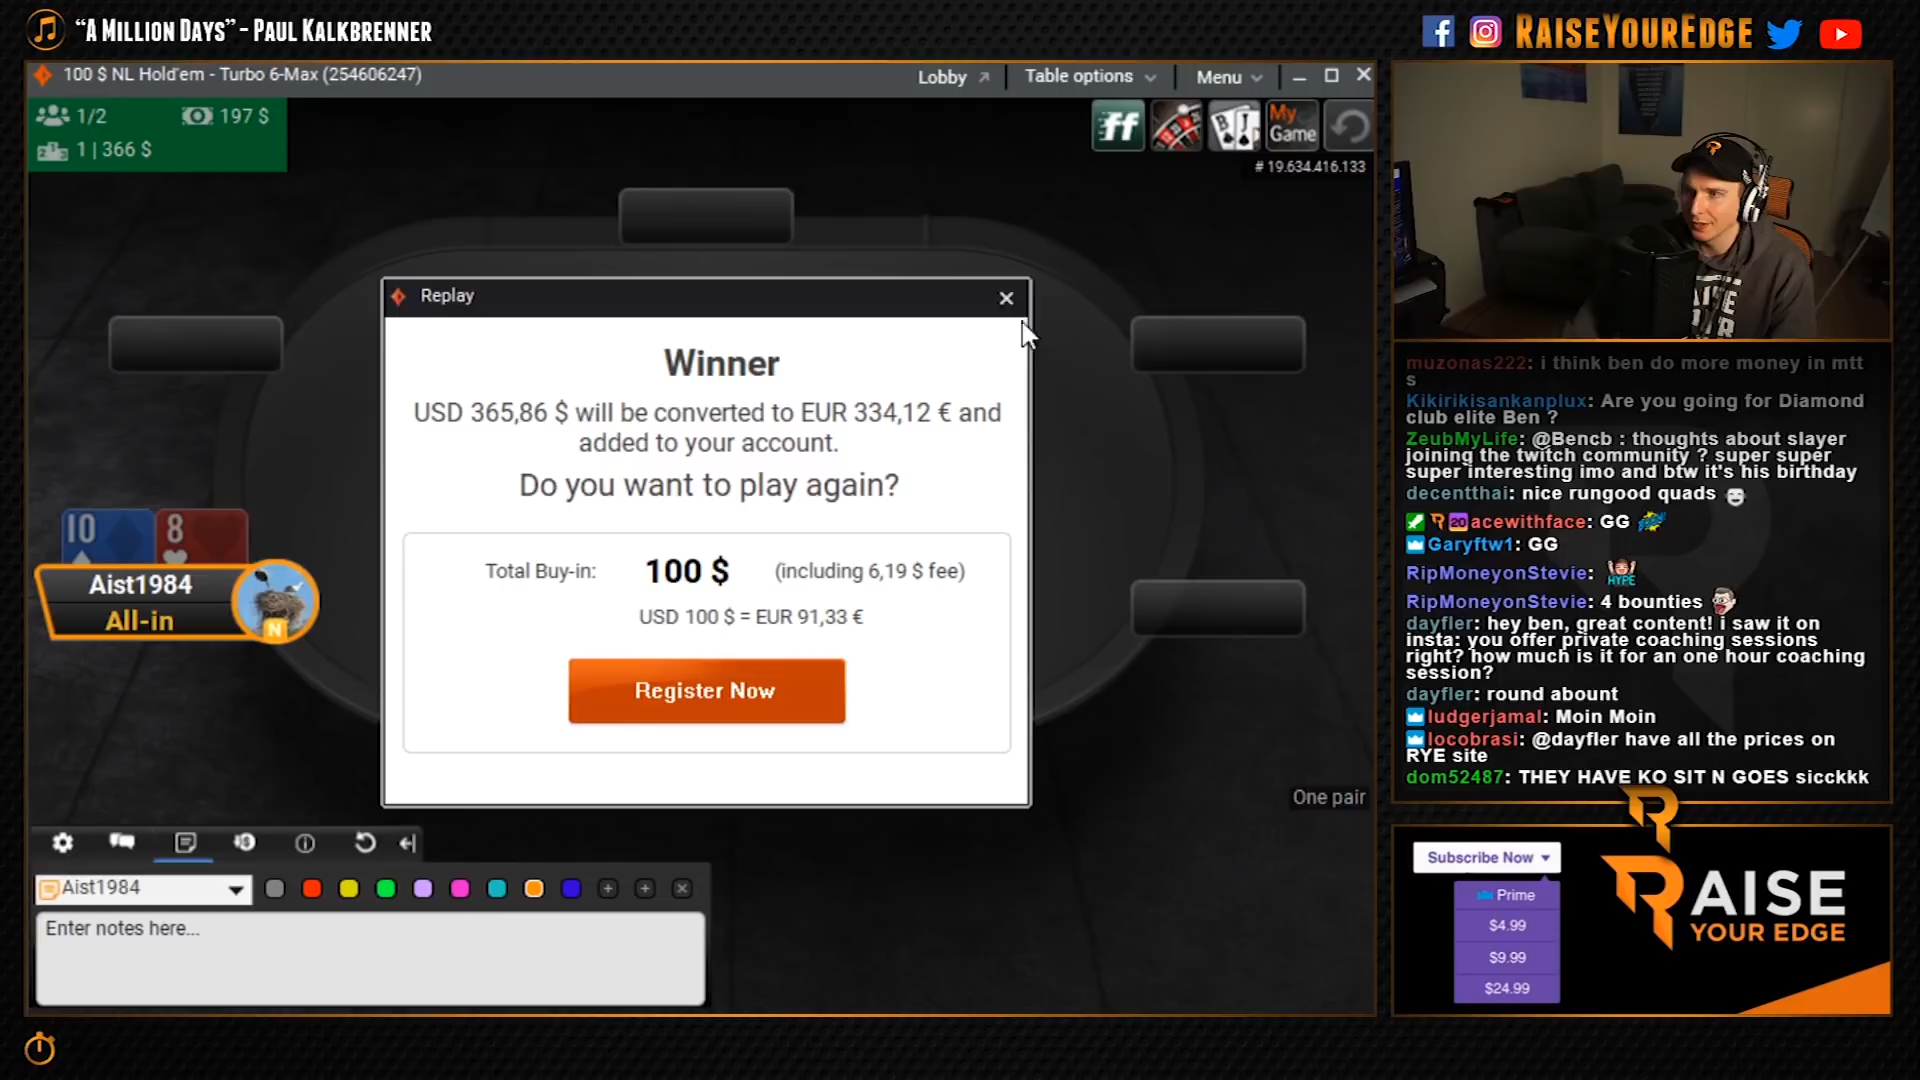 “A Million Days” - Paul Kalkbrenner
RaiseYourEdge
100 $ NL Hold'em - Turbo 6-Max (254606247)
Lobby
Table options
Menu
1/2
197 $
1 | 366 $
ff
My Game
# 19.634.416.133
Replay
Winner
USD 365,86 $ will be converted to EUR 334,12 € and
added to your account.
Do you want to play again?
Total Buy-in: 100 $ (including 6,19 $ fee)
USD 100 $ = EUR 91,33 €
Register Now
10
8
Aist1984
All-in
N
One pair
Aist1984
Enter notes here...
muzonas222: i think ben do more money in mtt
s
Kikirikisankanplux: Are you going for Diamond
club elite Ben ?
ZeubMyLife: @Bencb : thoughts about slayer
joining the twitch community ? super super
super interesting imo and btw it's his birthday
decentthai: nice rungood quads
20 acewithface: GG
Garyftw1: GG
RipMoneyonStevie: HYPE
RipMoneyonStevie: 4 bounties
dayfler: hey ben, great content! i saw it on
insta: you offer private coaching sessions
right? how much is it for an one hour coaching
session?
dayfler: round abount
ludgerjamal: Moin Moin
locobrasi: @dayfler have all the prices on
RYE site
dom52487: THEY HAVE KO SIT N GOES sicckkk
Subscribe Now
Prime
$4.99
$9.99
$24.99
RAISE
YOUR EDGE